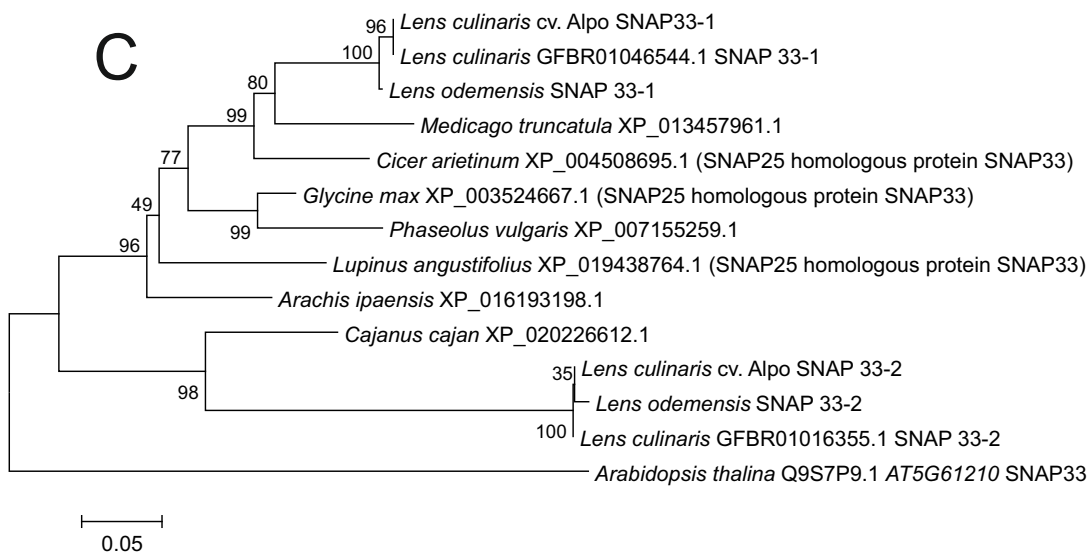 C
96
Lens culinaris cv. Alpo SNAP33-1
100
Lens culinaris GFBR01046544.1 SNAP 33-1
80
Lens odemensis SNAP 33-1
99
Medicago truncatula XP_013457961.1
77
Cicer arietinum XP_004508695.1 (SNAP25 homologous protein SNAP33)
49
Glycine max XP_003524667.1 (SNAP25 homologous protein SNAP33)
99
Phaseolus vulgaris XP_007155259.1
96
Lupinus angustifolius XP_019438764.1 (SNAP25 homologous protein SNAP33)
Arachis ipaensis XP_016193198.1
Cajanus cajan XP_020226612.1
98
35
Lens culinaris cv. Alpo SNAP 33-2
Lens odemensis SNAP 33-2
100
Lens culinaris GFBR01016355.1 SNAP 33-2
Arabidopsis thalina Q9S7P9.1 AT5G61210 SNAP33
0.05